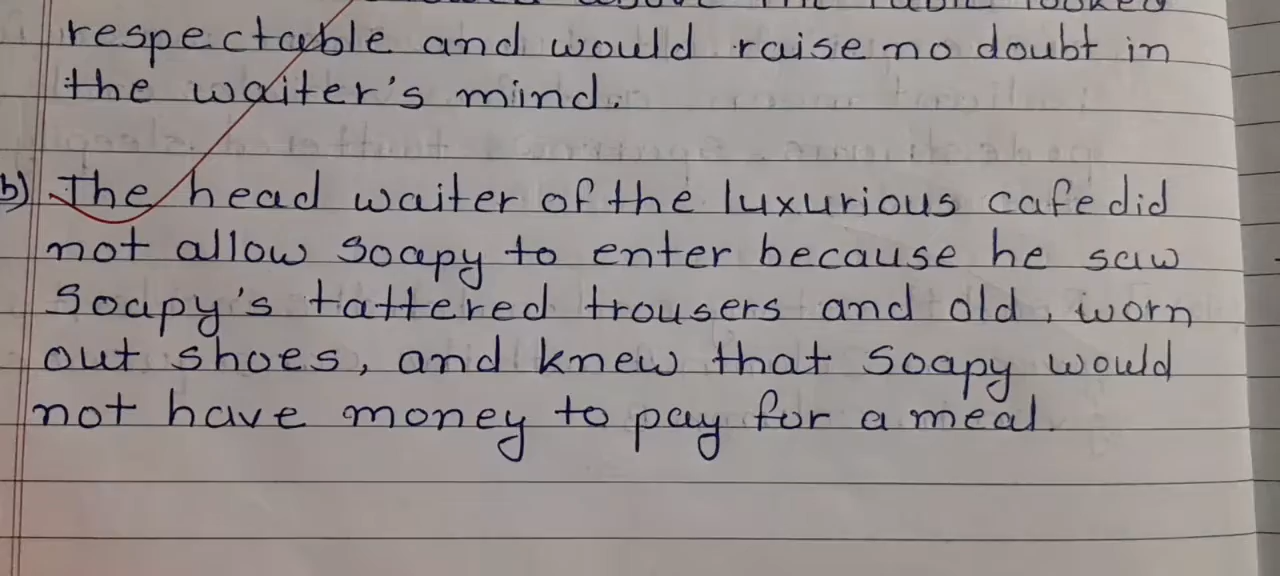 respectable and would raise no doubt in
the waiter's mind.
b) The head waiter of the luxurious cafe did
not allow Soapy to enter because he saw
Soapy's tattered trousers and old, worn
out shoes, and knew that Soapy would
not have money to pay for a meal.